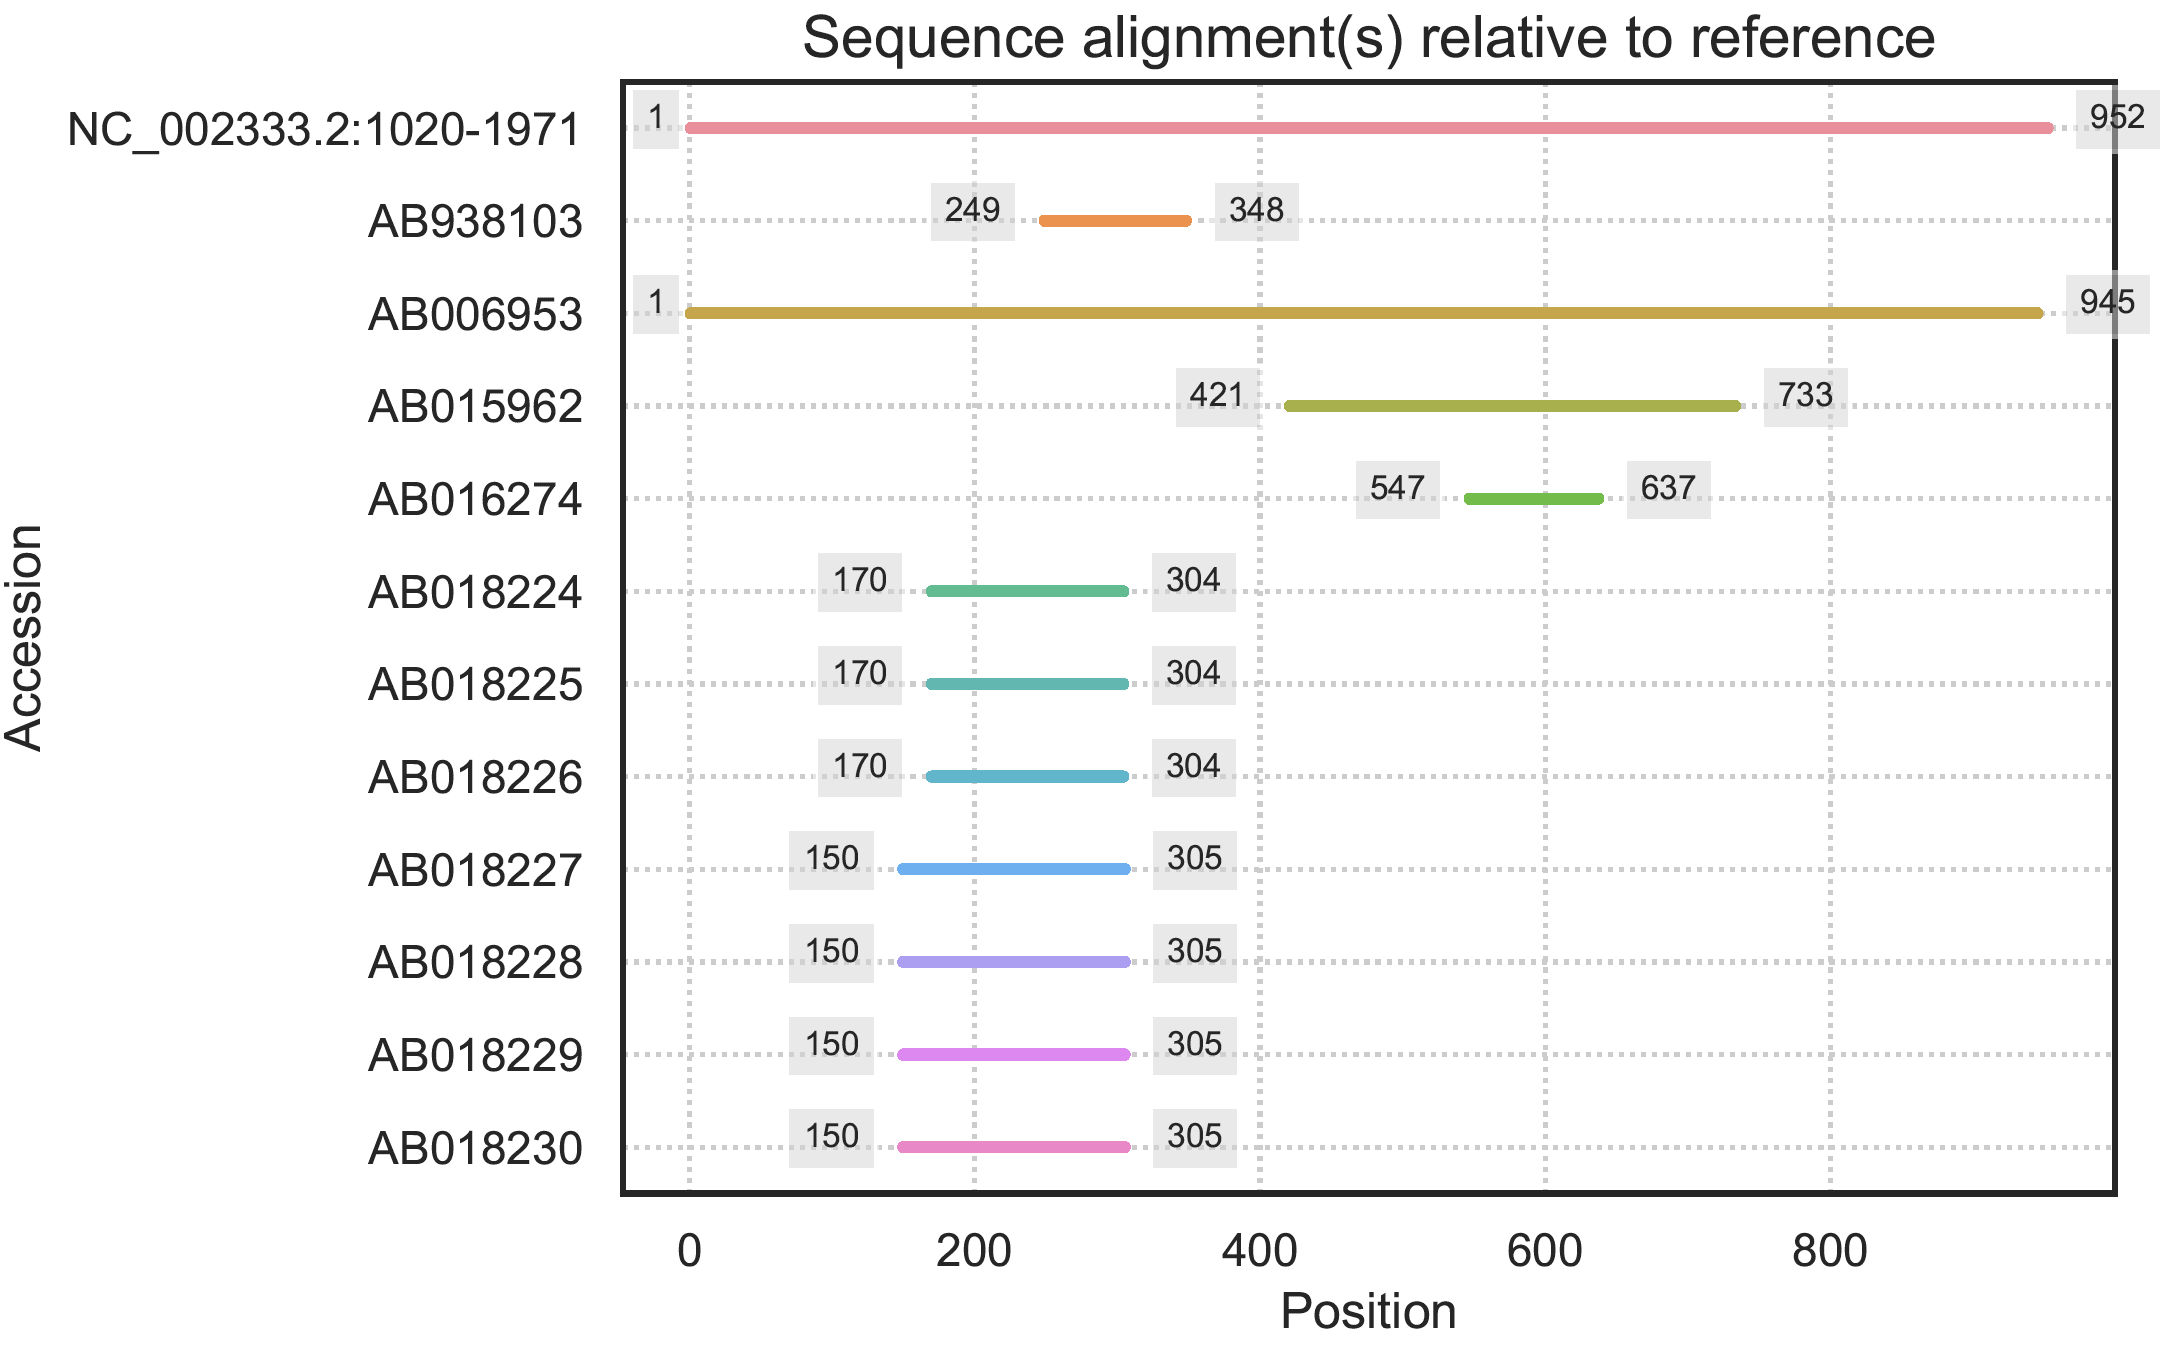 Sequence alignment(s) relative to reference
NC_002333.2:1020-1971 1 952
AB938103 249 348
AB006953 1 945
AB015962 421 733
AB016274 547 637
AB018224 170 304
AB018225 170 304
AB018226 170 304
AB018227 150 305
AB018228 150 305
AB018229 150 305
AB018230 150 305
Accession
0 200 400 600 800
Position